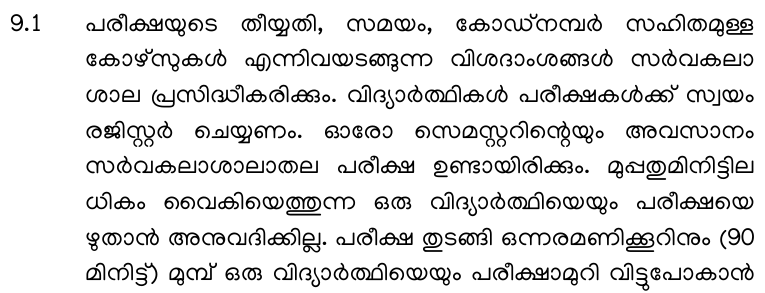 9.1 പരീക്ഷയുടെ തീയ്യതി, സമയം, കോഡ്നമ്പർ സഹിതമുള്ള
കോഴ്സുകൾ എന്നിവയടങ്ങുന്ന വിശദാംശങ്ങൾ സർവകലാ
ശാല പ്രസിദ്ധീകരിക്കും. വിദ്യാർത്ഥികൾ പരീക്ഷകൾക്ക് സ്വയം
രജിസ്റ്റർ ചെയ്യണം. ഓരോ സെമസ്റ്ററിന്റെയും അവസാനം
സർവകലാശാലാതല പരീക്ഷ ഉണ്ടായിരിക്കും. മുപ്പതുമിനിട്ടില
ധികം വൈകിയെത്തുന്ന ഒരു വിദ്യാർത്ഥിയെയും പരീക്ഷയെ
ഴുതാൻ അനുവദിക്കില്ല. പരീക്ഷ തുടങ്ങി ഒന്നരമണിക്കൂറിനും (90
മിനിട്ട്) മുമ്പ് ഒരു വിദ്യാർത്ഥിയെയും പരീക്ഷാമുറി വിട്ടുപോകാൻ